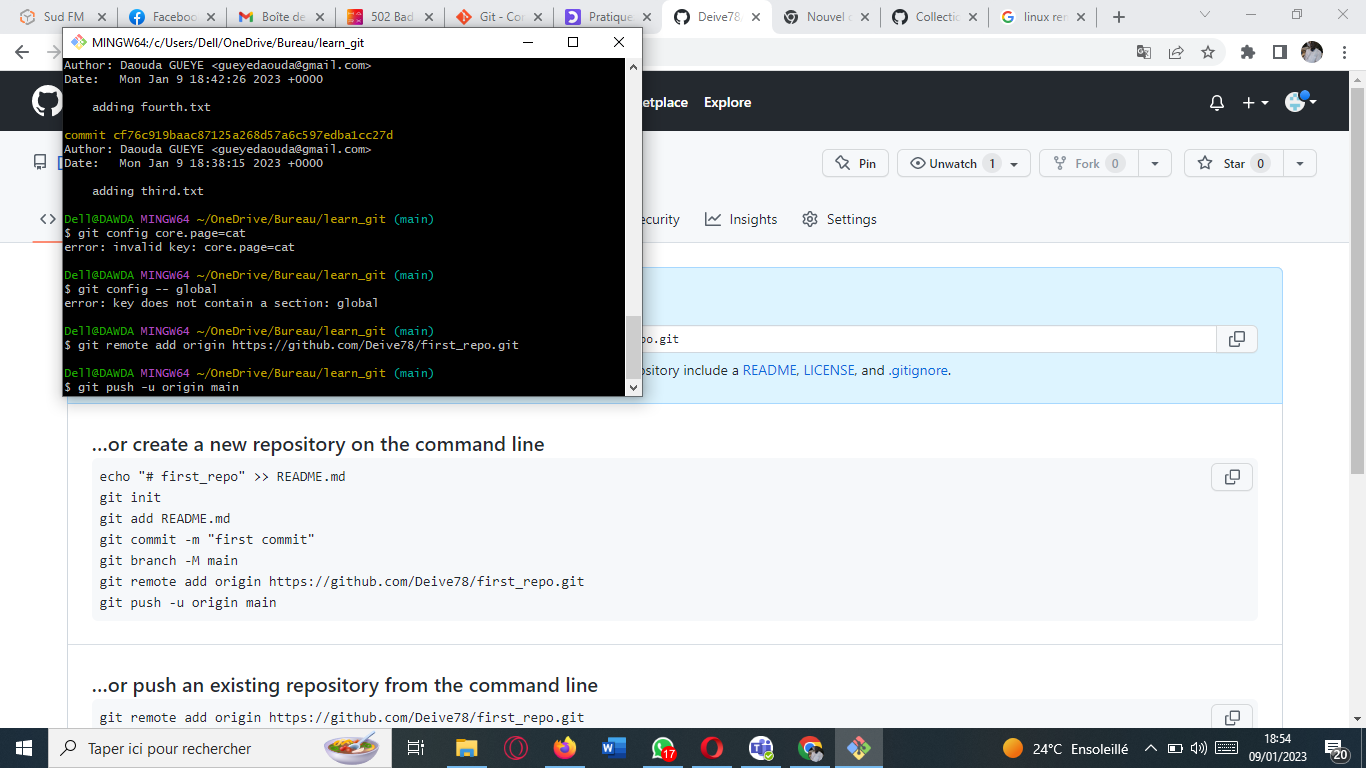 Sud FM
Faceboo
Boîte de
502 Bad
Git - Cor
Pratique
Deive78
Nouvel
Collectic
linux ren
MINGW64:/c/Users/Dell/OneDrive/Bureau/learn_git
Author: Daouda GUEYE <gueyedaouda@gmail.com>
Date:   Mon Jan 9 18:42:26 2023 +0000
adding fourth.txt
commit cf76c919baac87125a268d57a6c597edba1cc27d
Author: Daouda GUEYE <gueyedaouda@gmail.com>
Date:   Mon Jan 9 18:38:15 2023 +0000
adding third.txt
Dell@DAWDA MINGW64 ~/OneDrive/Bureau/learn_git (main)
$ git config core.page=cat
error: invalid key: core.page=cat
Dell@DAWDA MINGW64 ~/OneDrive/Bureau/learn_git (main)
$ git config -- global
error: key does not contain a section: global
Dell@DAWDA MINGW64 ~/OneDrive/Bureau/learn_git (main)
$ git remote add origin https://github.com/Deive78/first_repo.git
Dell@DAWDA MINGW64 ~/OneDrive/Bureau/learn_git (main)
$ git push -u origin main
etplace Explore
Pin
Unwatch 1
Fork 0
Star 0
ecurity
Insights
Settings
po.git
ository include a README, LICENSE, and .gitignore.
...or create a new repository on the command line
echo "# first_repo" >> README.md
git init
git add README.md
git commit -m "first commit"
git branch -M main
git remote add origin https://github.com/Deive78/first_repo.git
git push -u origin main
...or push an existing repository from the command line
git remote add origin https://github.com/Deive78/first_repo.git
Taper ici pour rechercher
17
24°C Ensoleillé
18:54
09/01/2023
20